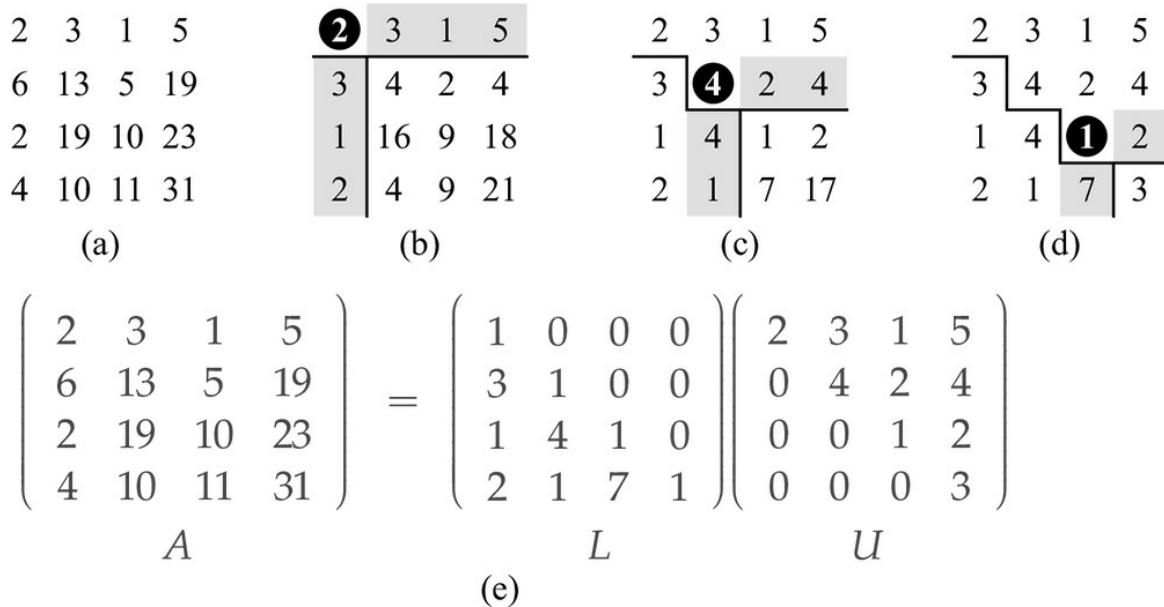 2 3 1 5 2 3 1 5 2 3 1 5 2 3 1 5
6 13 5 19 3 4 2 4 3 4 2 4 3 4 2 4
2 19 10 23 1 16 9 18 1 4 1 2 1 4 1 2
4 10 11 31 2 4 9 21 2 1 7 17 2 1 7 3
(a) (b) (c) (d)
2 3 1 5 1 0 0 0 2 3 1 5
6 13 5 19 = 3 1 0 0 0 4 2 4
2 19 10 23 1 4 1 0 0 0 1 2
4 10 11 31 2 1 7 1 0 0 0 3
A L U
(e)